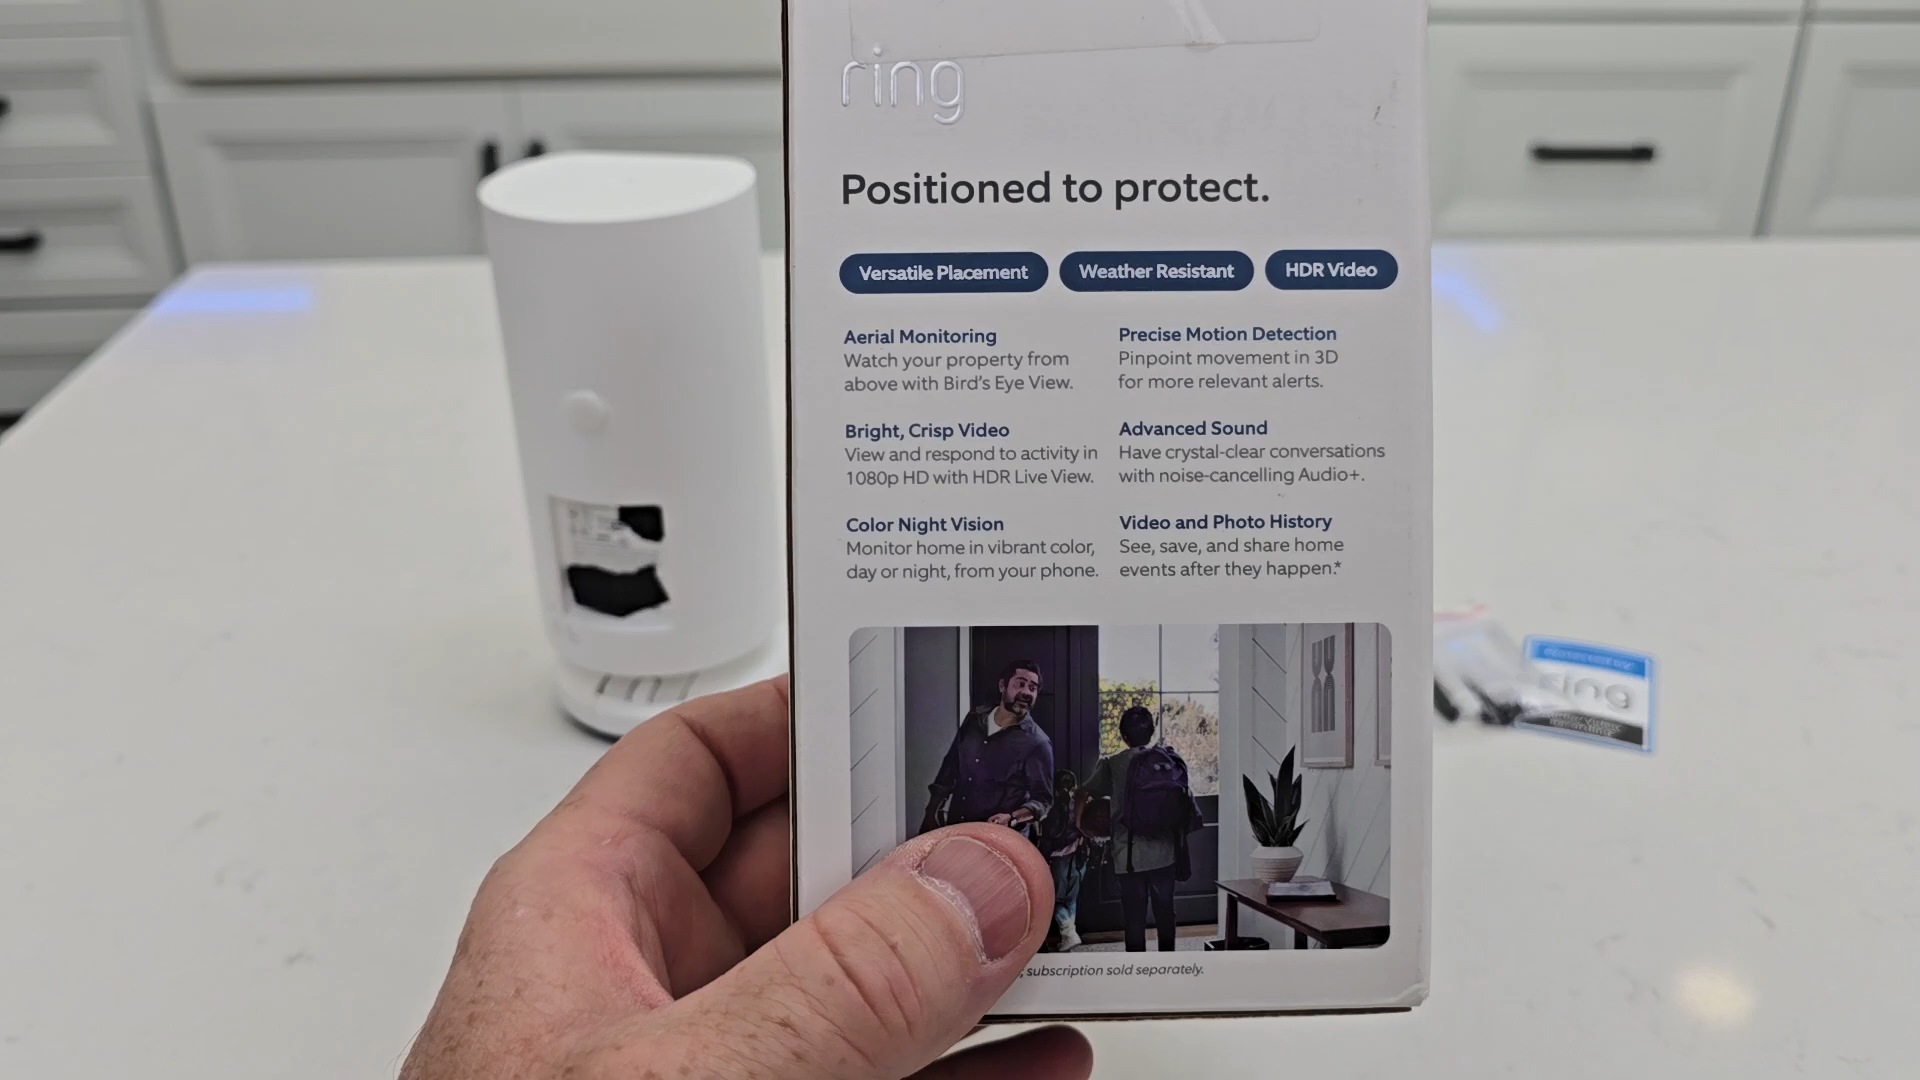 ring
Positioned to protect.
Versatile Placement Weather Resistant HDR Video
Aerial Monitoring
Watch your property from
above with Bird's Eye View.
Precise Motion Detection
Pinpoint movement in 3D
for more relevant alerts.
Bright, Crisp Video
View and respond to activity in
1080p HD with HDR Live View.
Advanced Sound
Have crystal-clear conversations
with noise-cancelling Audio+.
Color Night Vision
Monitor home in vibrant color,
day or night, from your phone.
Video and Photo History
See, save, and share home
events after they happen.*
subscription sold separately.
ring